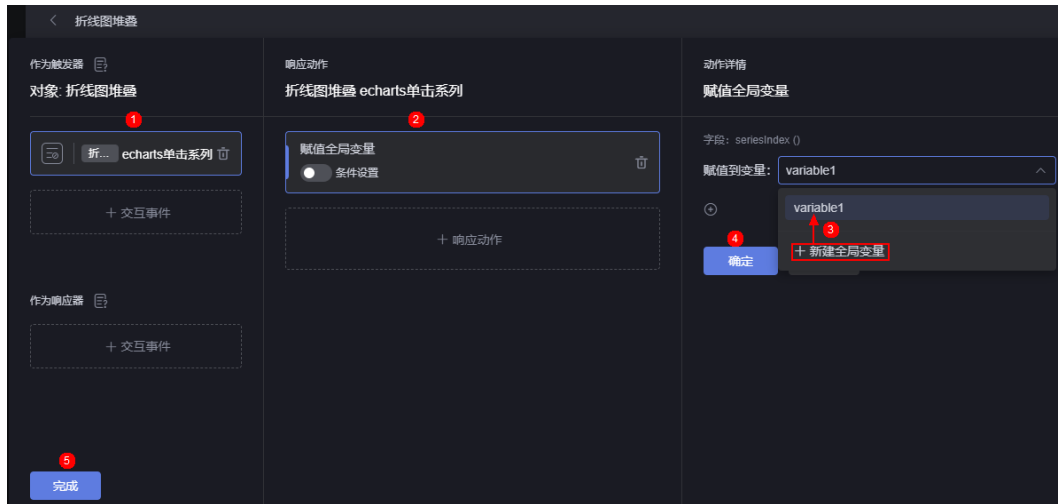 折线图堆叠
作为触发器
对象: 折线图堆叠
1
折... echarts单击系列
+ 交互事件
作为响应器
+ 交互事件
5
完成
响应动作
折线图堆叠 echarts单击系列
2
赋值全局变量
条件设置
+ 响应动作
动作详情
赋值全局变量
字段: seriesIndex ()
赋值到变量: variable1
variable1
3
+ 新建全局变量
4
确定